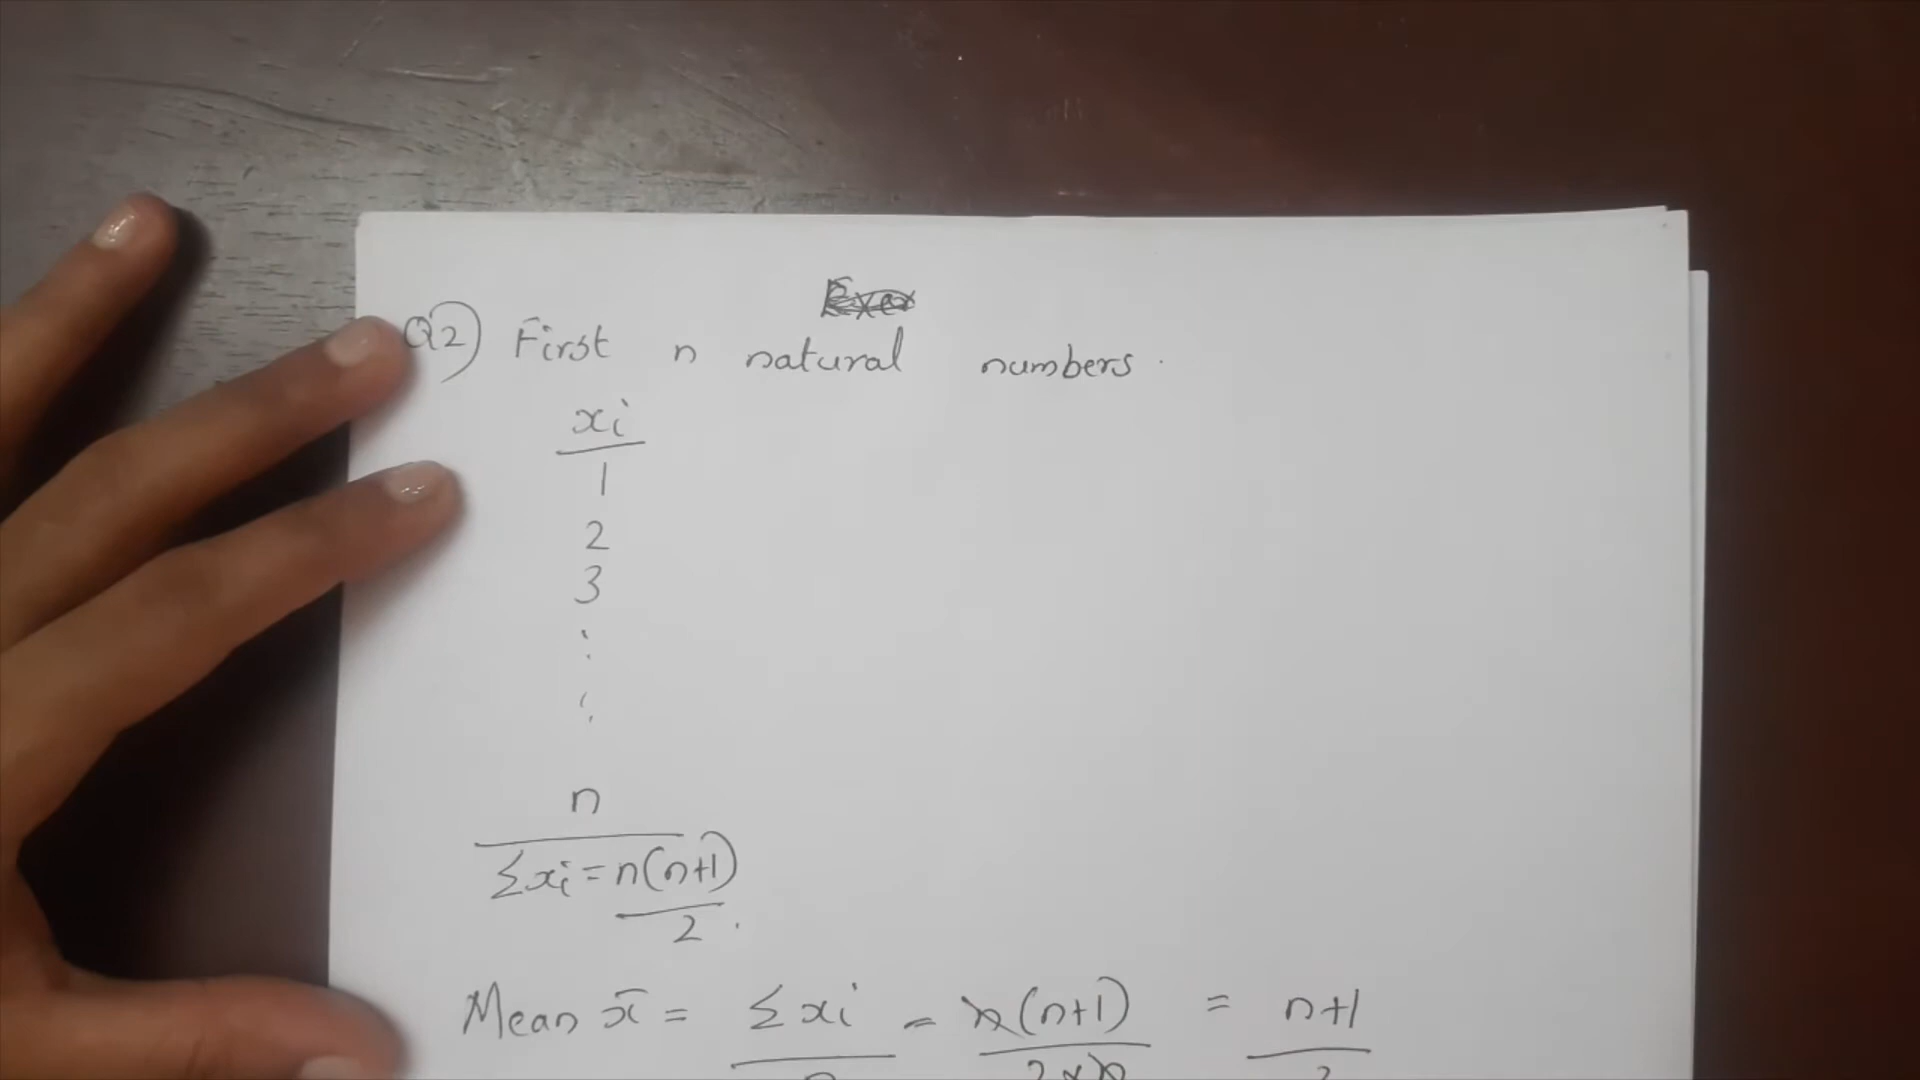 Q2) First n natural numbers.
xi
1
2
3
n
Σxi = n(n+1)
2.
Mean x̄ = Σxi = n(n+1) = n+1